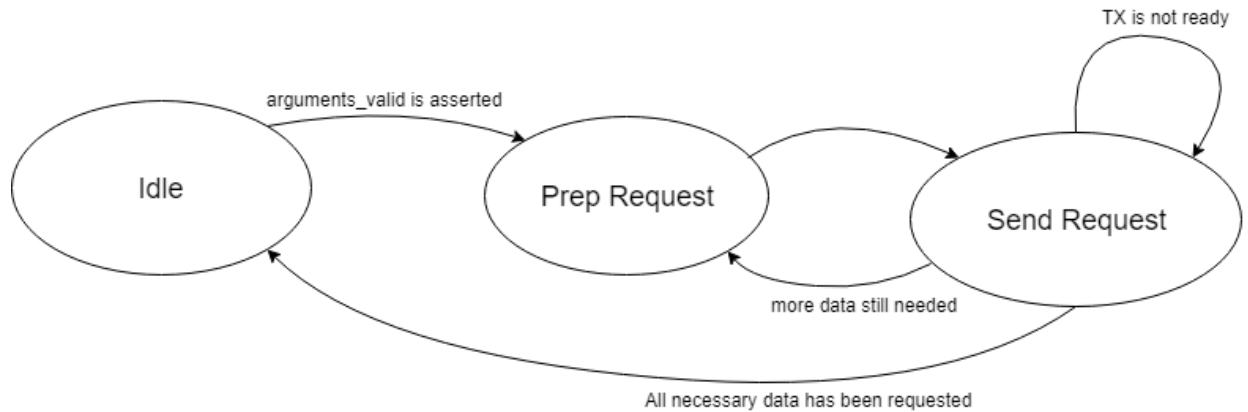 TX is not ready
arguments_valid is asserted
Idle
Prep Request
Send Request
more data still needed
All necessary data has been requested